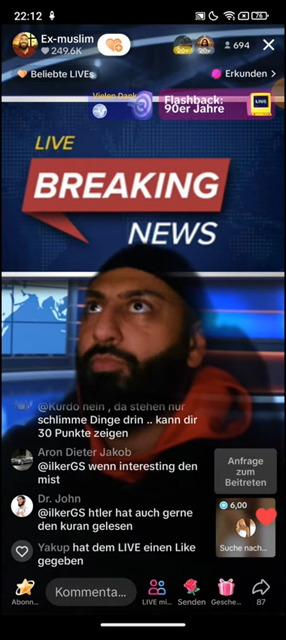 22:12
76
Ex-muslim
249.6K
20+
694
Beliebte LIVEs
Erkunden
Vielen Dank
Flashback:
90er Jahre
LIVE
LIVE
BREAKING
NEWS
@Kurdo nein , da stehen nur
schlimme Dinge drin .. kann dir
30 Punkte zeigen
Aron Dieter Jakob
@ilkerGS wenn interesting den
mist
Anfrage
zum
Beitreten
Dr. John
@ilkerGS htler hat auch gerne
den kuran gelesen
6,00
Suche nach...
Yakup hat dem LIVE einen Like
gegeben
Kommenta...
Abonn...
LIVE mi...
Senden
Gesche...
87